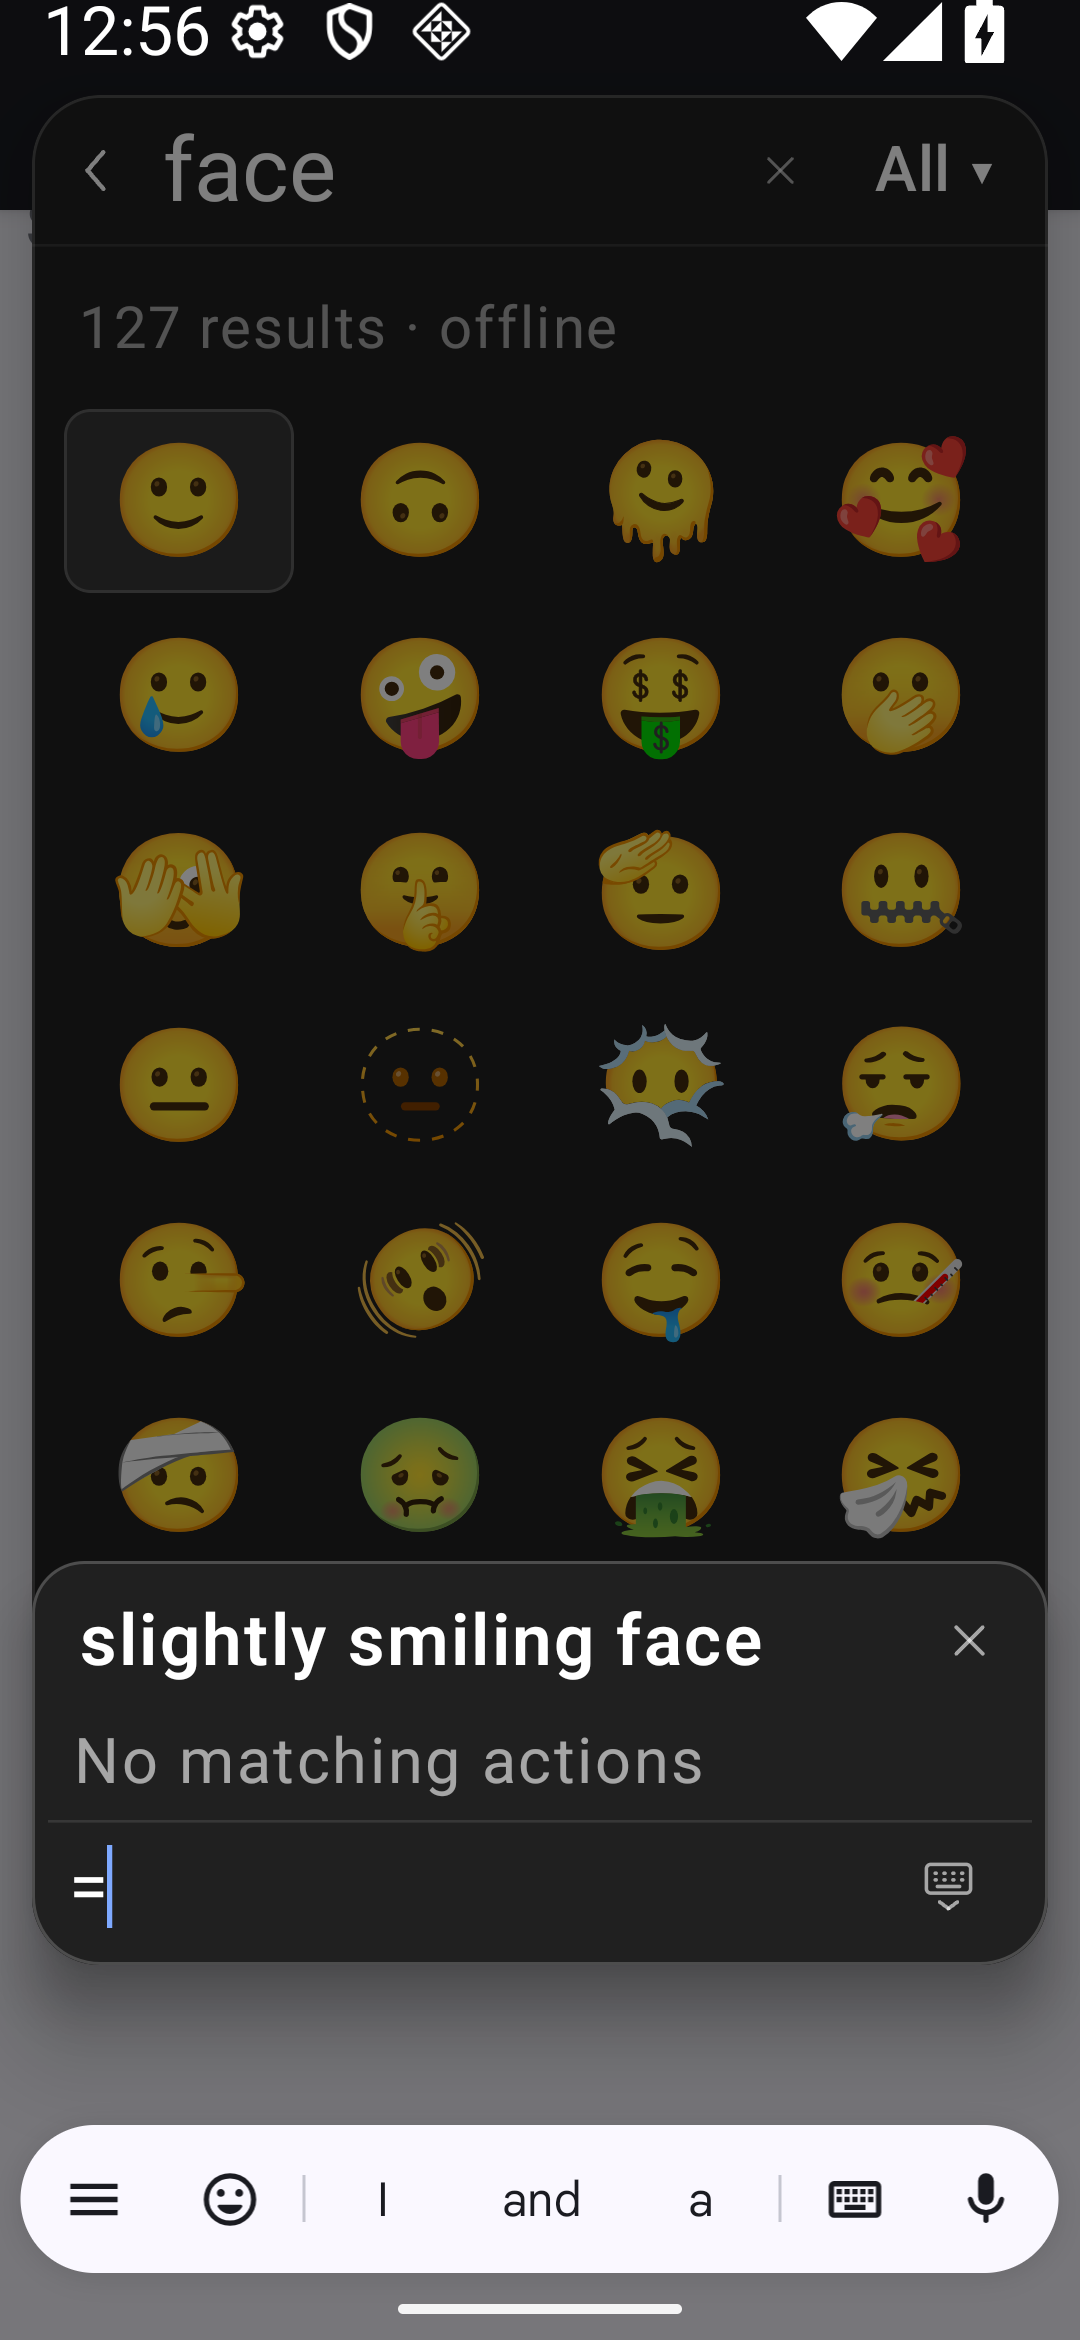 12:56
face
All ▾
127 results · offline
slightly smiling face
No matching actions
=
I and a